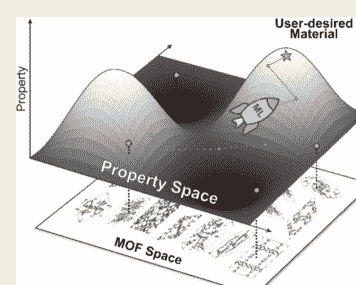 User-desired
Material
Property
ML
Property Space
MOF Space